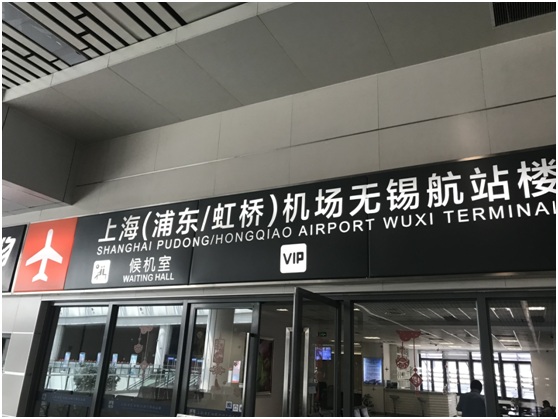 上海(浦东/虹桥)机场无锡航站楼
SHANGHAI PUDONG/HONGQIAO AIRPORT WUXI TERMINAL
候机室
WAITING HALL
VIP